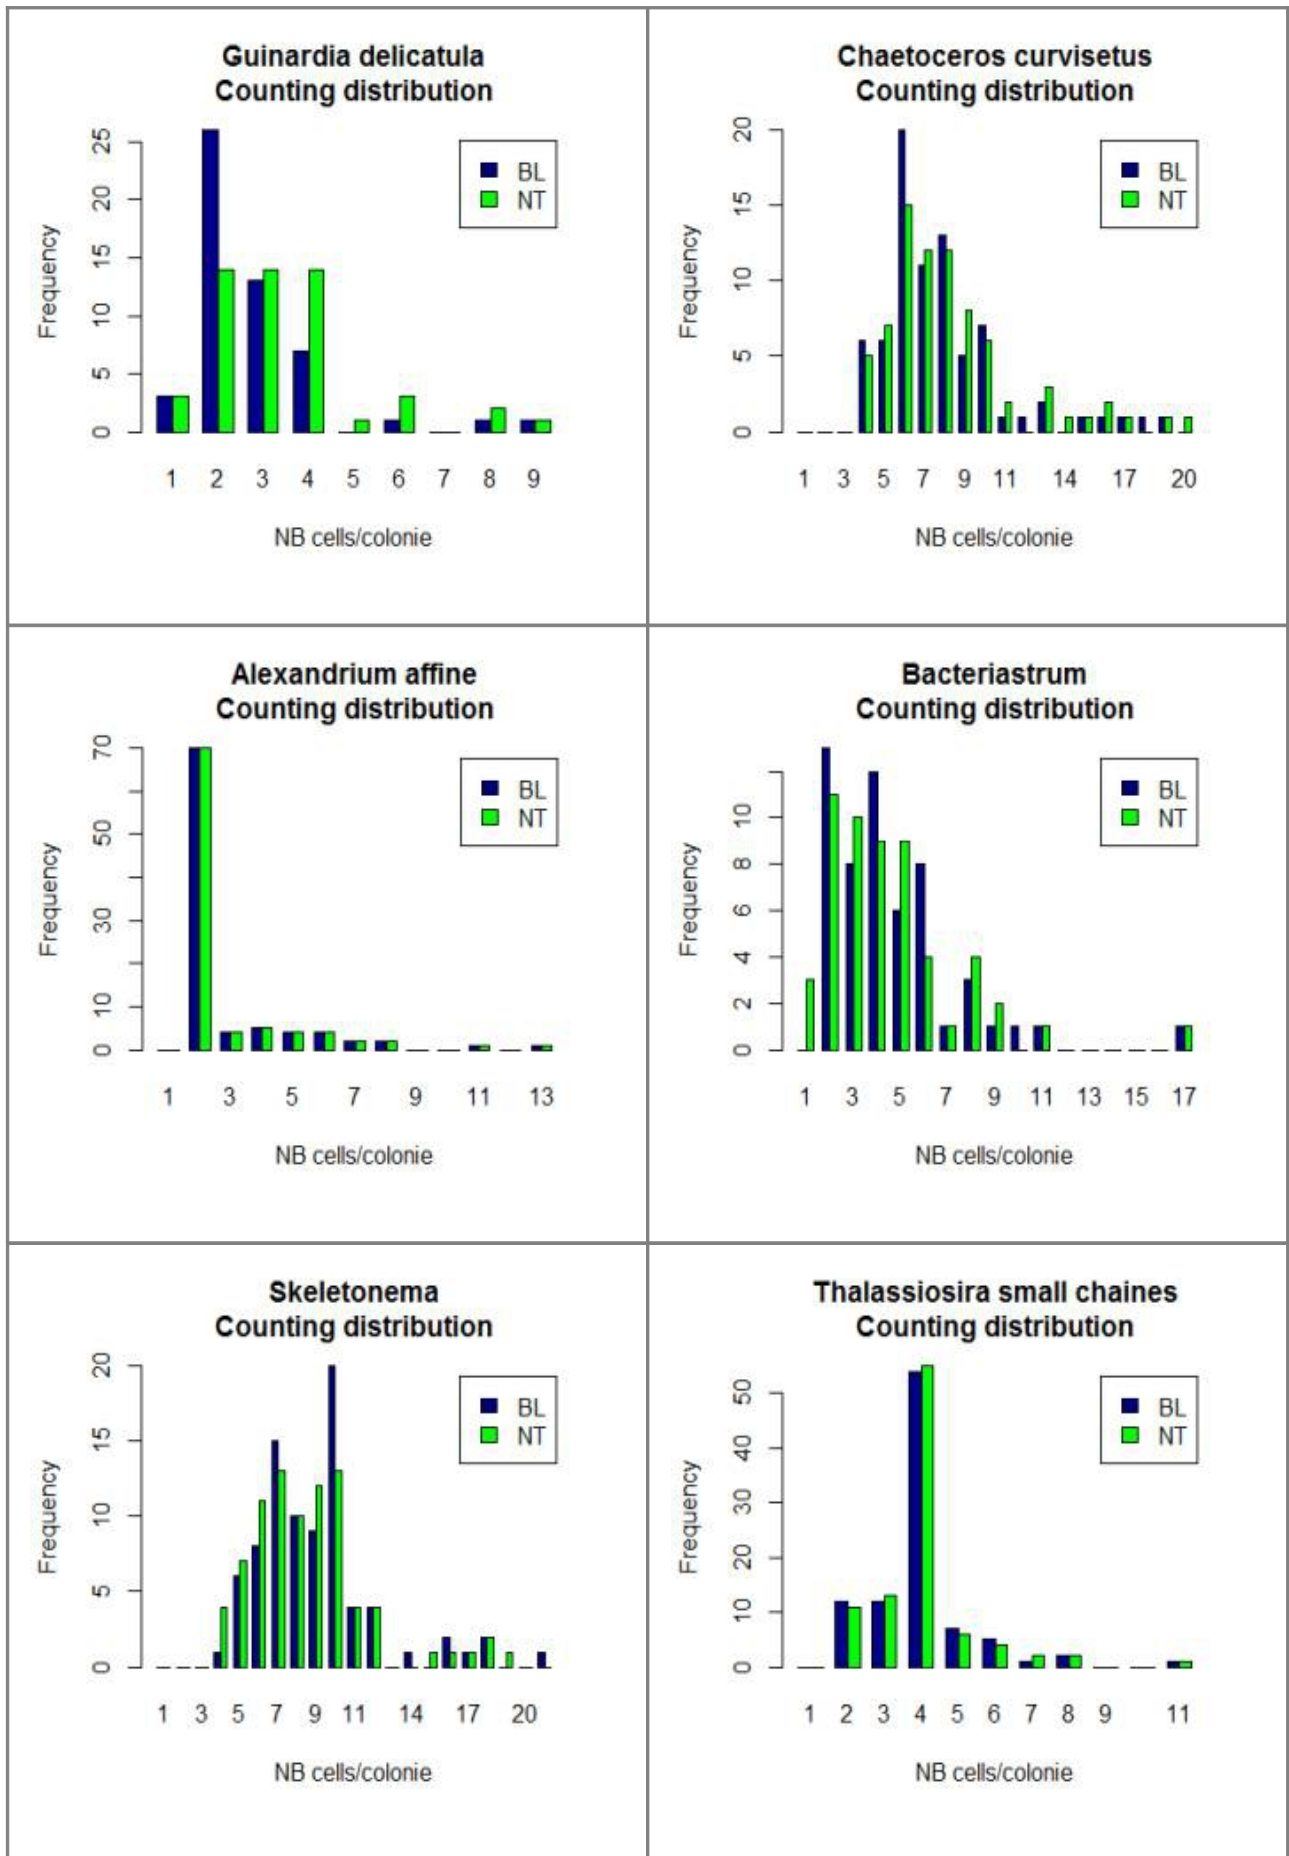 Guinardia delicatula
Counting distribution
25
20
15
10
5
0
Frequency
BL
NT
1 2 3 4 5 6 7 8 9
NB cells/colonie
Chaetoceros curvisetus
Counting distribution
20
15
10
5
0
Frequency
BL
NT
1 3 5 7 9 11 14 17 20
NB cells/colonie
Alexandrium affine
Counting distribution
70
50
30
10
0
Frequency
BL
NT
1 3 5 7 9 11 13
NB cells/colonie
Bacteriastrum
Counting distribution
10
8
6
4
2
0
Frequency
BL
NT
1 3 5 7 9 11 13 15 17
NB cells/colonie
Skeletonema
Counting distribution
20
15
10
5
0
Frequency
BL
NT
1 3 5 7 9 11 14 17 20
NB cells/colonie
Thalassiosira small chaines
Counting distribution
50
40
30
20
10
0
Frequency
BL
NT
1 2 3 4 5 6 7 8 9 11
NB cells/colonie